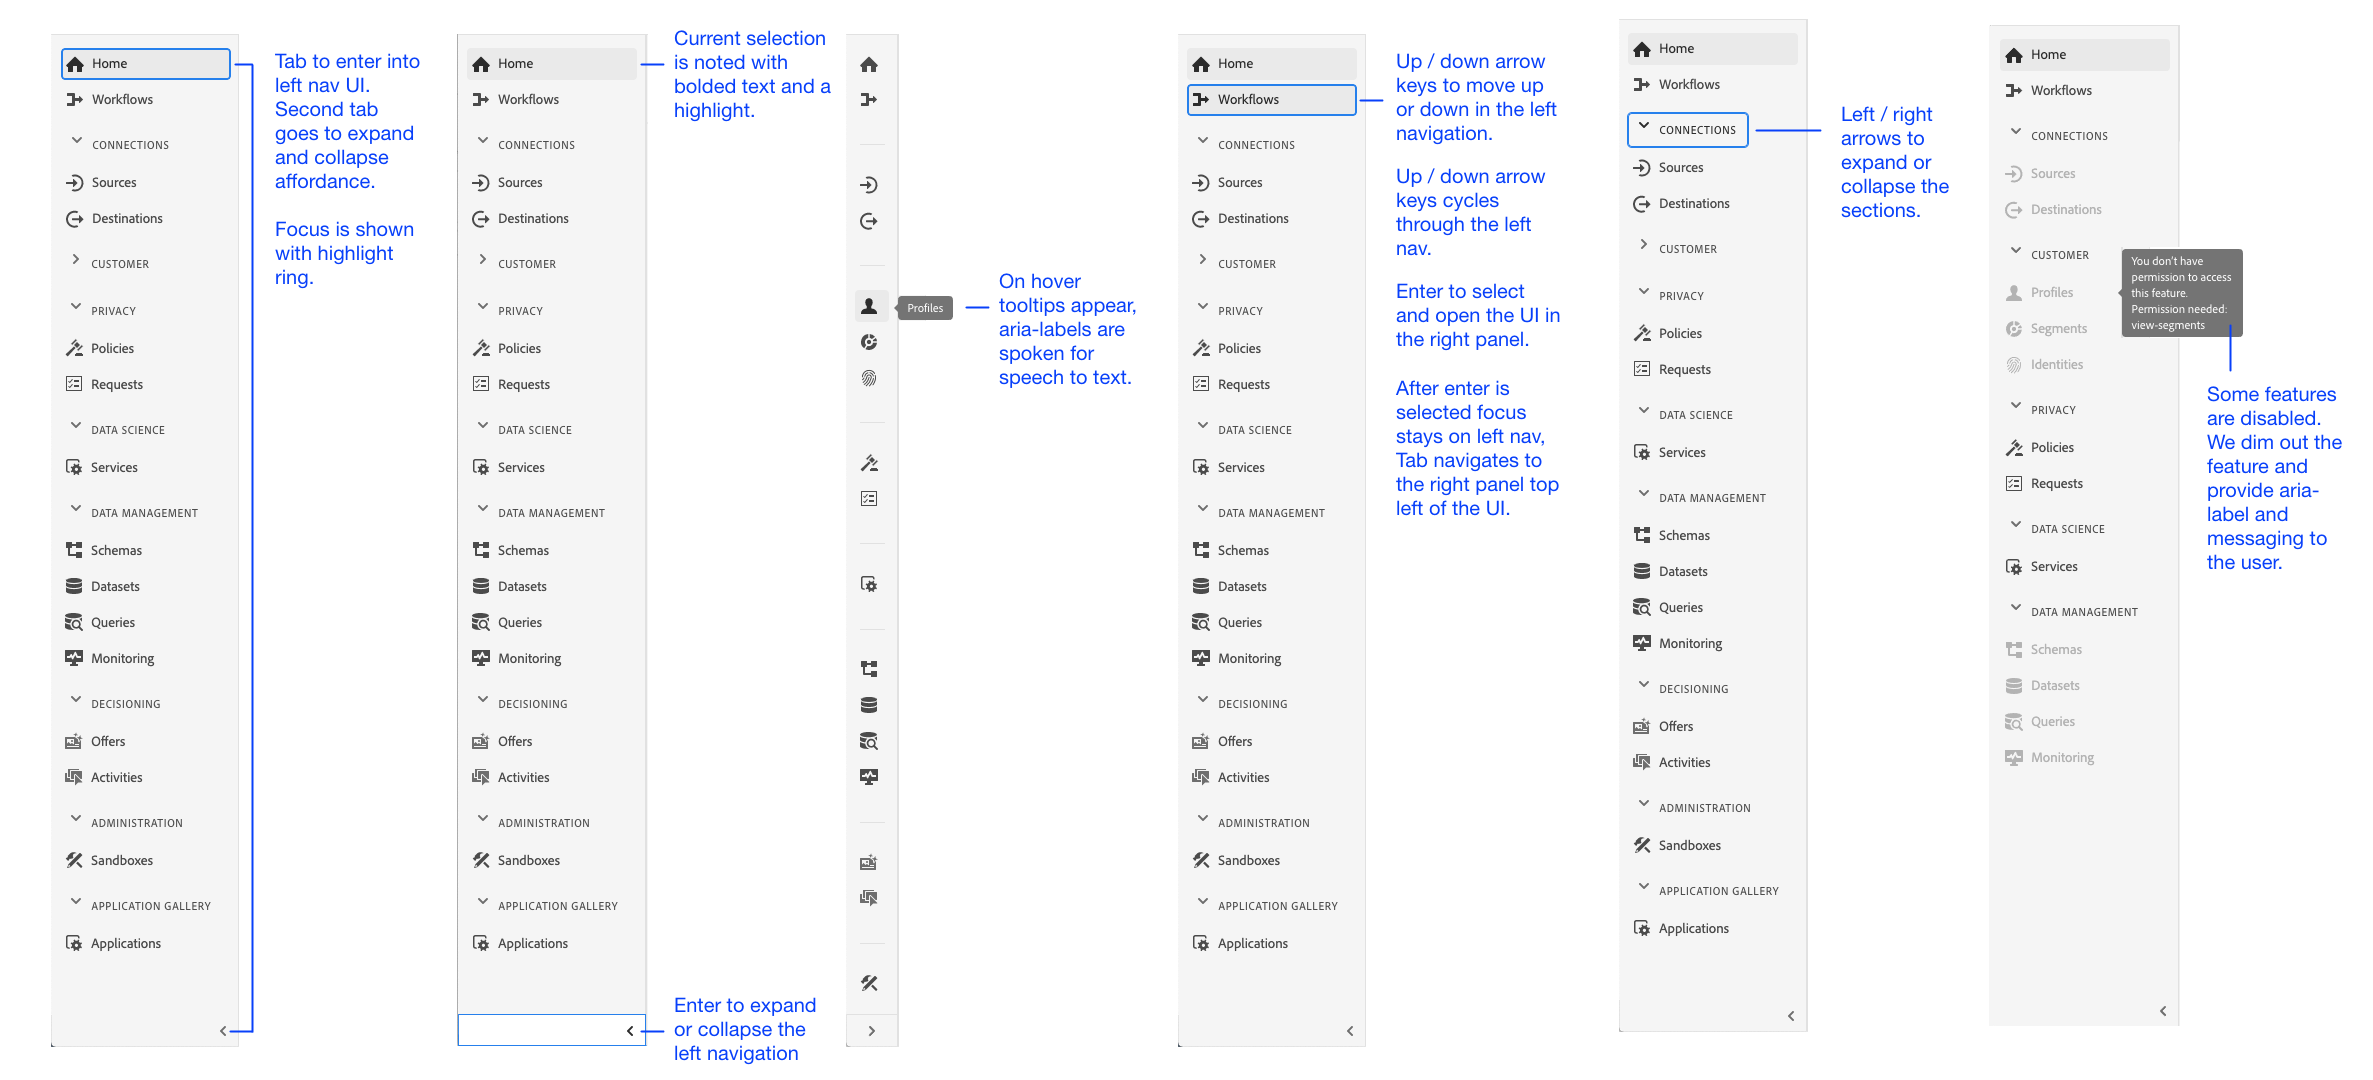 Home
Workflows
CONNECTIONS
Sources
Destinations
CUSTOMER
PRIVACY
Policies
Requests
DATA SCIENCE
Services
DATA MANAGEMENT
Schemas
Datasets
Queries
Monitoring
DECISIONING
Offers
Activities
ADMINISTRATION
Sandboxes
APPLICATION GALLERY
Applications
Tab to enter into
left nav UI.
Second tab
goes to expand
and collapse
affordance.
Focus is shown
with highlight
ring.
Home
Workflows
CONNECTIONS
Sources
Destinations
CUSTOMER
PRIVACY
Policies
Requests
DATA SCIENCE
Services
DATA MANAGEMENT
Schemas
Datasets
Queries
Monitoring
DECISIONING
Offers
Activities
ADMINISTRATION
Sandboxes
APPLICATION GALLERY
Applications
Current selection
is noted with
bolded text and a
highlight.
Enter to expand
or collapse the
left navigation
Profiles
On hover
tooltips appear,
aria-labels are
spoken for
speech to text.
Home
Workflows
CONNECTIONS
Sources
Destinations
CUSTOMER
PRIVACY
Policies
Requests
DATA SCIENCE
Services
DATA MANAGEMENT
Schemas
Datasets
Queries
Monitoring
DECISIONING
Offers
Activities
ADMINISTRATION
Sandboxes
APPLICATION GALLERY
Applications
Up / down arrow
keys to move up
or down in the left
navigation.
Up / down arrow
keys cycles
through the left
nav.
Enter to select
and open the UI in
the right panel.
After enter is
selected focus
stays on left nav,
Tab navigates to
the right panel top
left of the UI.
Home
Workflows
CONNECTIONS
Sources
Destinations
CUSTOMER
PRIVACY
Policies
Requests
DATA SCIENCE
Services
DATA MANAGEMENT
Schemas
Datasets
Queries
Monitoring
DECISIONING
Offers
Activities
ADMINISTRATION
Sandboxes
APPLICATION GALLERY
Applications
Left / right
arrows to
expand or
collapse the
sections.
Home
Workflows
CONNECTIONS
Sources
Destinations
CUSTOMER
Profiles
Segments
Identities
PRIVACY
Policies
Requests
DATA SCIENCE
Services
DATA MANAGEMENT
Schemas
Datasets
Queries
Monitoring
You don't have
permission to access
this feature.
Permission needed:
view-segments
Some features
are disabled.
We dim out the
feature and
provide aria-
label and
messaging to
the user.